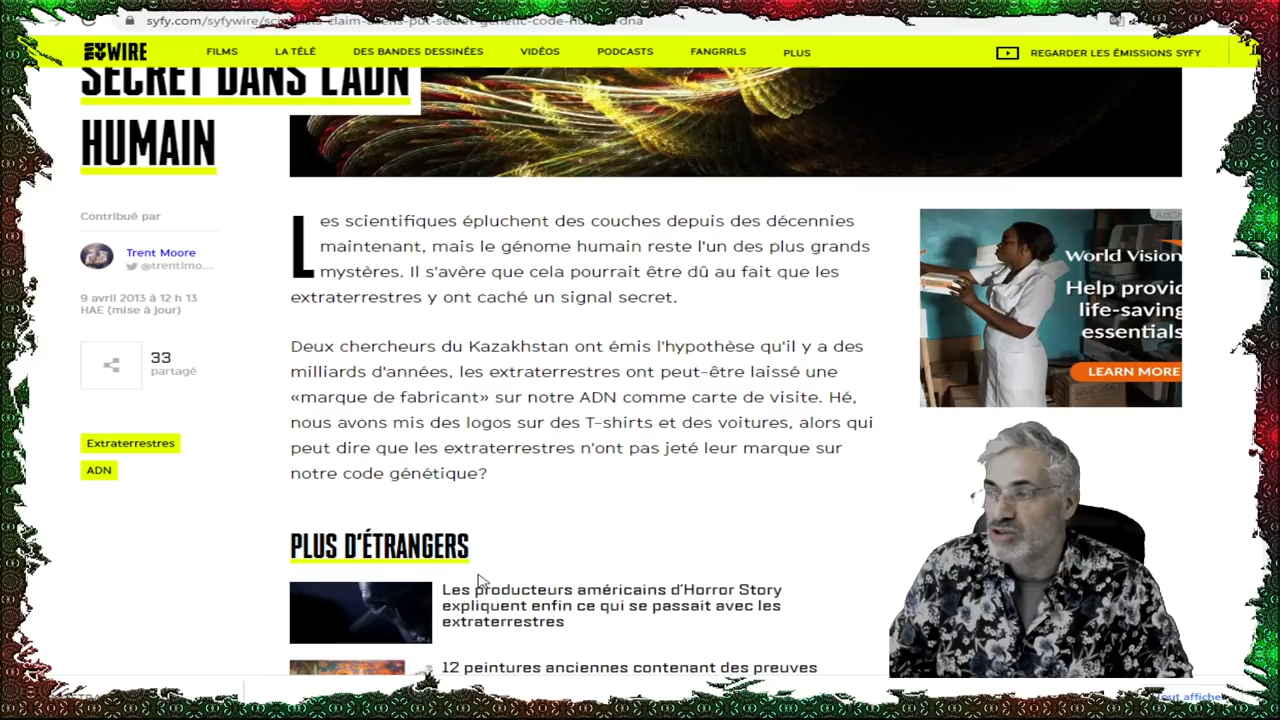 syfy.com/syfywire/scientists-claim-aliens-put-secret-genetic-code-human-dna
SYFY WIRE
FILMS
LA TÉLÉ
DES BANDES DESSINÉES
VIDÉOS
PODCASTS
FANGRRLS
PLUS
REGARDER LES ÉMISSIONS SYFY
SECRET DANS L'ADN
HUMAIN
Contribué par
Trent Moore
@trentlmo...
9 avril 2013 à 12 h 13
HAE (mise à jour)
33
partagé
Extraterrestres
ADN
Les scientifiques épluchent des couches depuis des décennies
maintenant, mais le génome humain reste l'un des plus grands
mystères. Il s'avère que cela pourrait être dû au fait que les
extraterrestres y ont caché un signal secret.
Deux chercheurs du Kazakhstan ont émis l'hypothèse qu'il y a des
milliards d'années, les extraterrestres ont peut-être laissé une
«marque de fabricant» sur notre ADN comme carte de visite. Hé,
nous avons mis des logos sur des T-shirts et des voitures, alors qui
peut dire que les extraterrestres n'ont pas jeté leur marque sur
notre code génétique?
PLUS D'ÉTRANGERS
Les producteurs américains d'Horror Story
expliquent enfin ce qui se passait avec les
extraterrestres
12 peintures anciennes contenant des preuves
World Vision
Help provid
life-saving
essentials
LEARN MORE
tout affiche